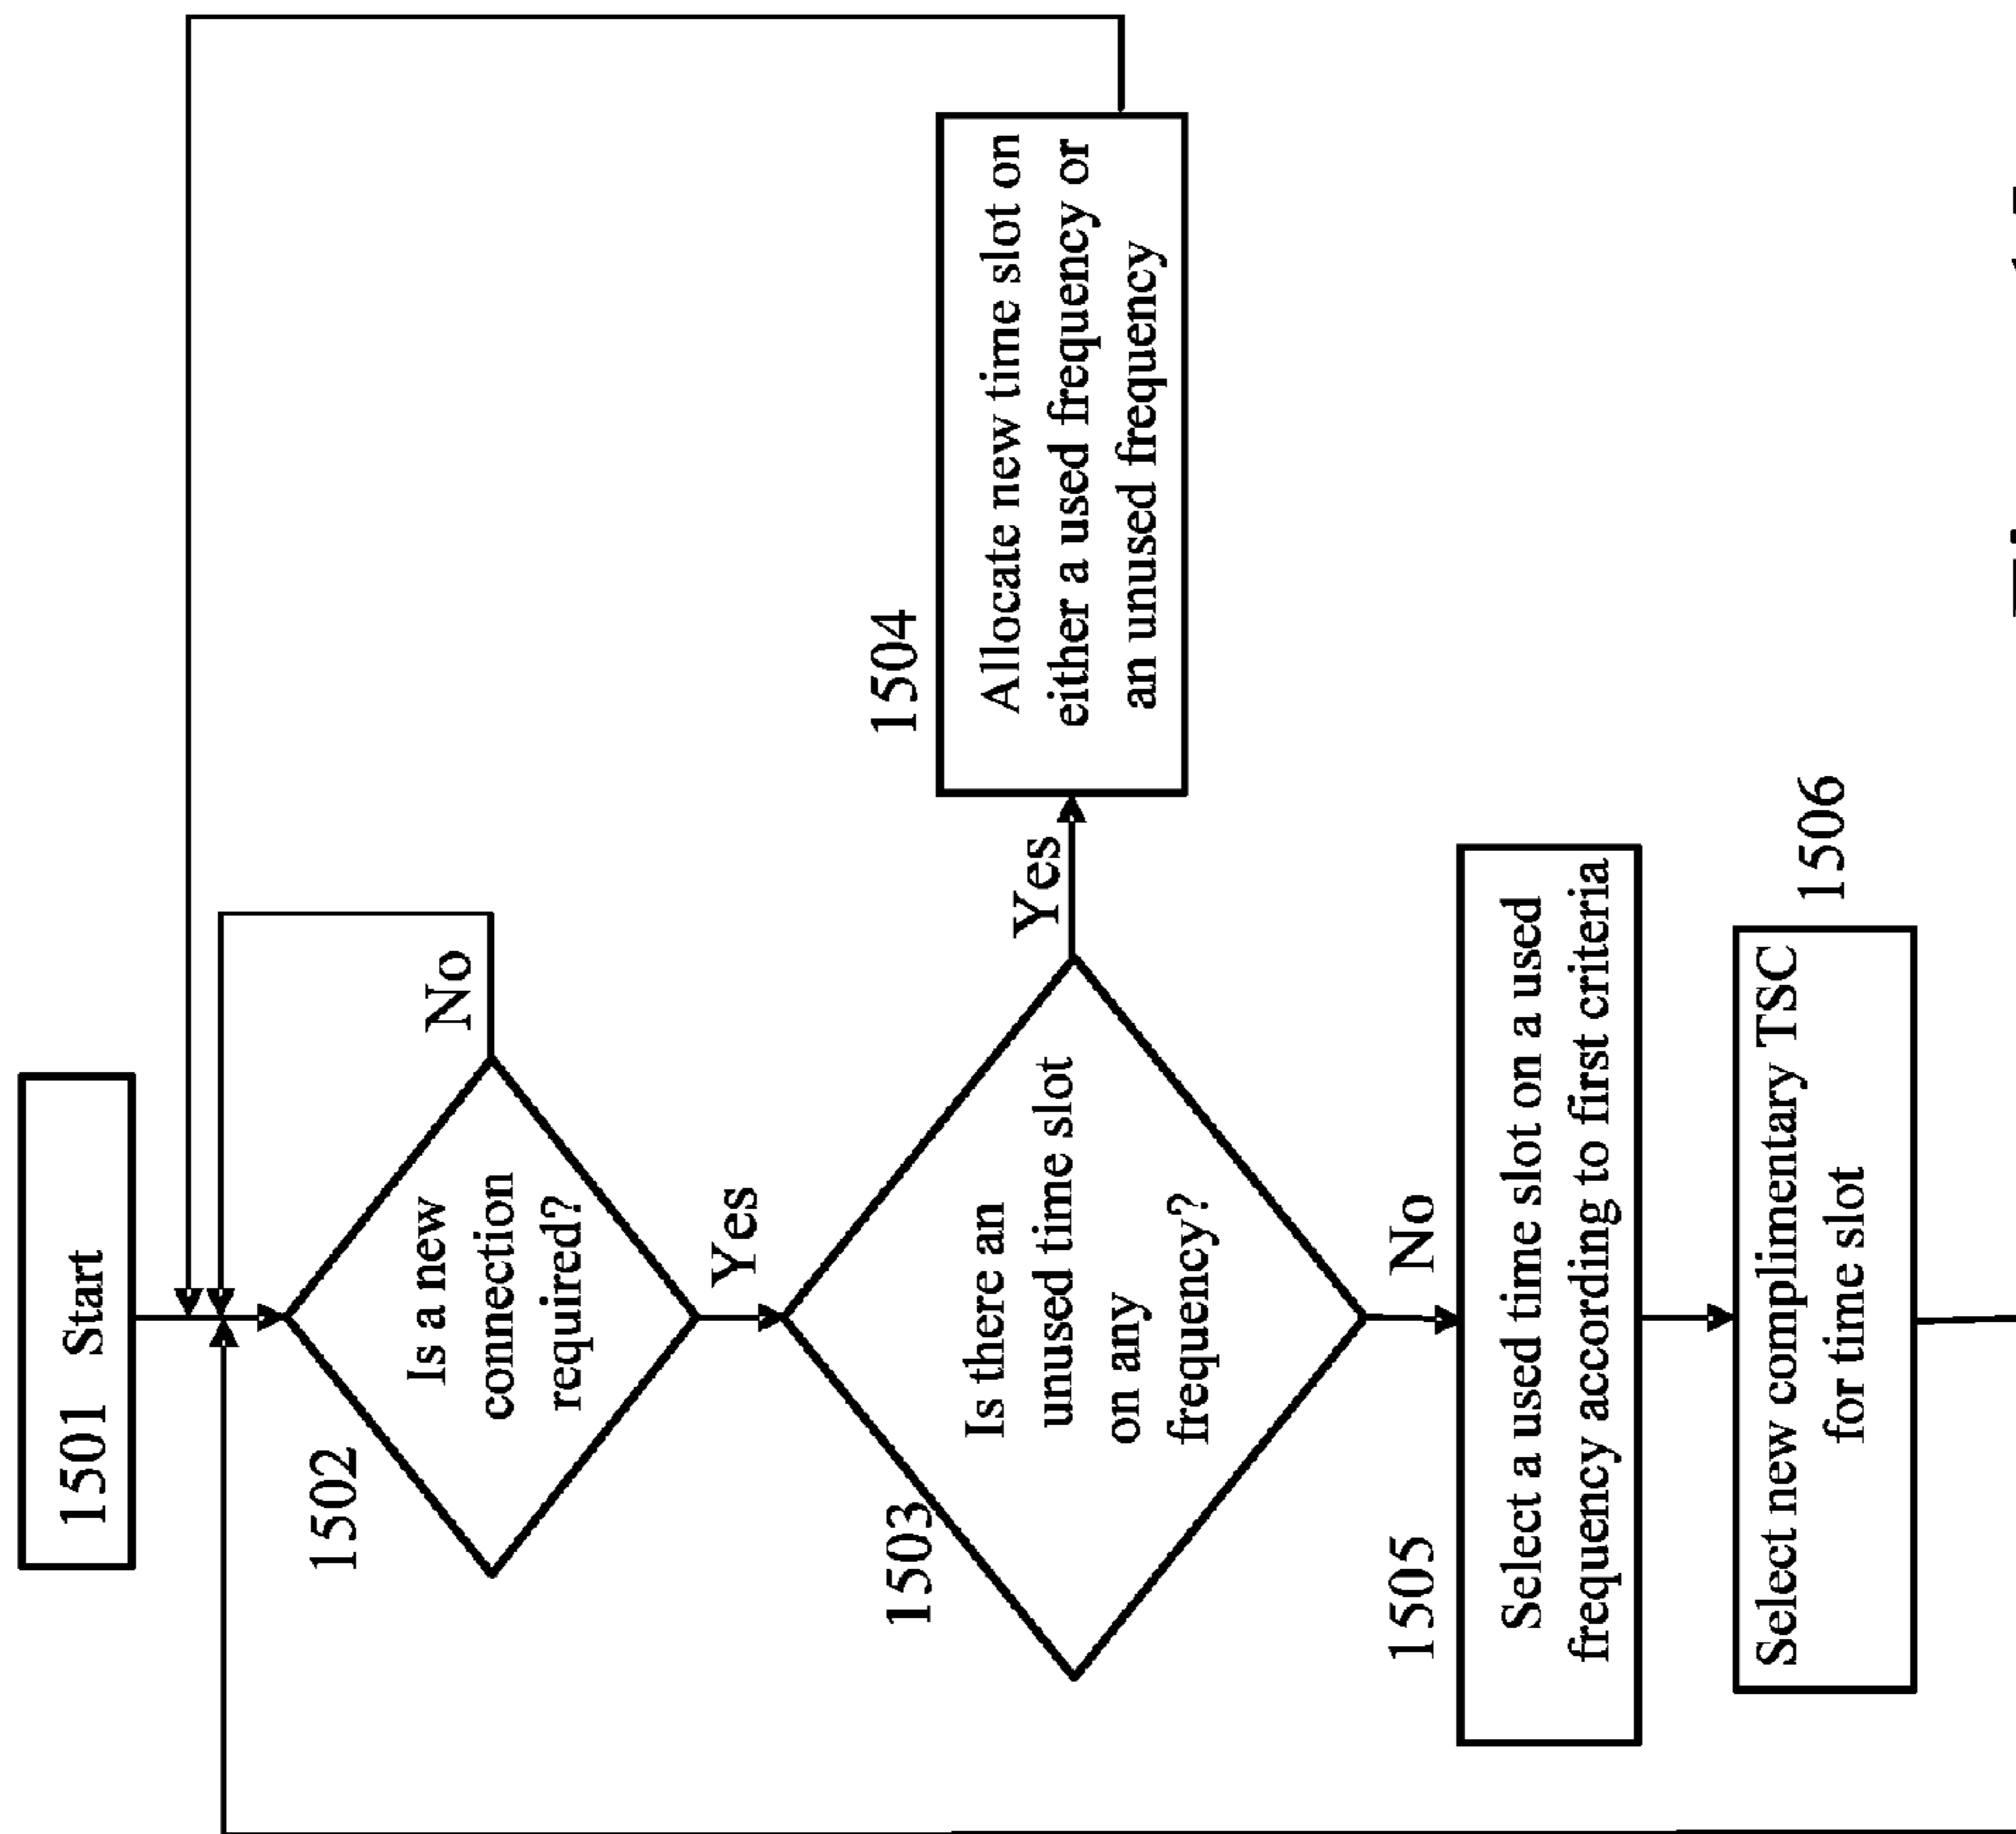 1501 Start
1502
Is a new
connection
required?
No
Yes
1503
Is there an
unused time slot
on any
frequency?
Yes
1504
Allocate new time slot on
either a used frequency or
an unused frequency
No
1505
Select a used time slot on a used
frequency according to first criteria
1506
Select new complimentary TSC
for time slot